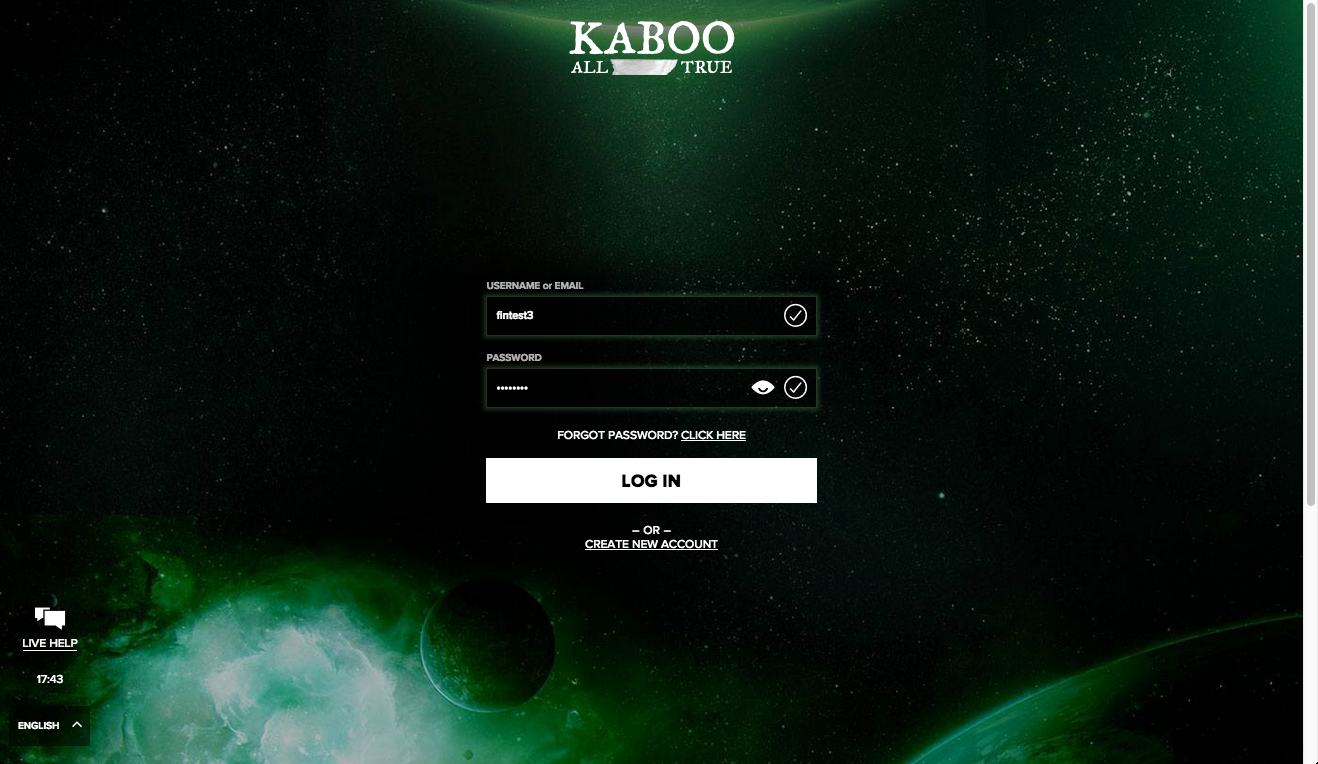 KABOO
ALL TRUE
USERNAME or EMAIL
fintest3
PASSWORD
••••••••
FORGOT PASSWORD? CLICK HERE
LOG IN
– OR –
CREATE NEW ACCOUNT
LIVE HELP
17:43
ENGLISH